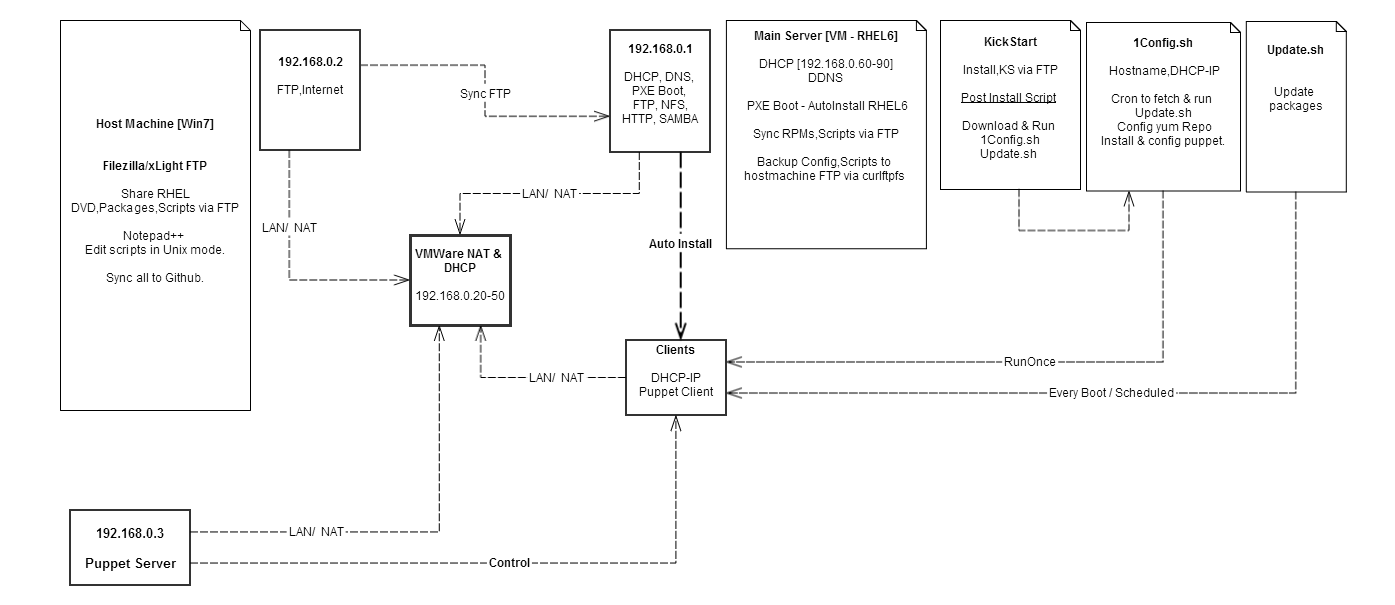 Host Machine [Win7]
Filezilla/xLight FTP
Share RHEL
DVD,Packages,Scripts via FTP
Notepad++
Edit scripts in Unix mode.
Sync all to Github.
192.168.0.2
FTP,Internet
Sync FTP
192.168.0.1
DHCP, DNS,
PXE Boot,
FTP, NFS,
HTTP, SAMBA
Main Server [VM - RHEL6]
DHCP [192.168.0.60-90]
DDNS
PXE Boot - AutoInstall RHEL6
Sync RPMs,Scripts via FTP
Backup Config,Scripts to
hostmachine FTP via curlftpfs
KickStart
Install,KS via FTP
Post Install Script
Download & Run
1Config.sh
Update.sh
1Config.sh
Hostname,DHCP-IP
Cron to fetch & run
Update.sh
Config yum Repo
Install & config puppet.
Update.sh
Update
packages
LAN/ NAT
LAN/ NAT
Auto Install
VMWare NAT &
DHCP
192.168.0.20-50
Clients
DHCP-IP
Puppet Client
LAN/ NAT
RunOnce
Every Boot / Scheduled
192.168.0.3
Puppet Server
LAN/ NAT
Control